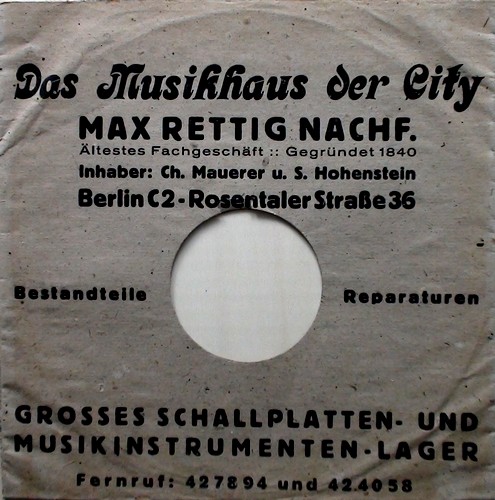 Das Musikhaus der City
MAX RETTIG NACHF.
Ältestes Fachgeschäft :: Gegründet 1840
Inhaber: Ch. Mauerer u. S. Hohenstein
Berlin C2 - Rosentaler Straße 36
Bestandteile Reparaturen
GROSSES SCHALLPLATTEN- UND
MUSIKINSTRUMENTEN-LAGER
Fernruf: 427894 und 424058